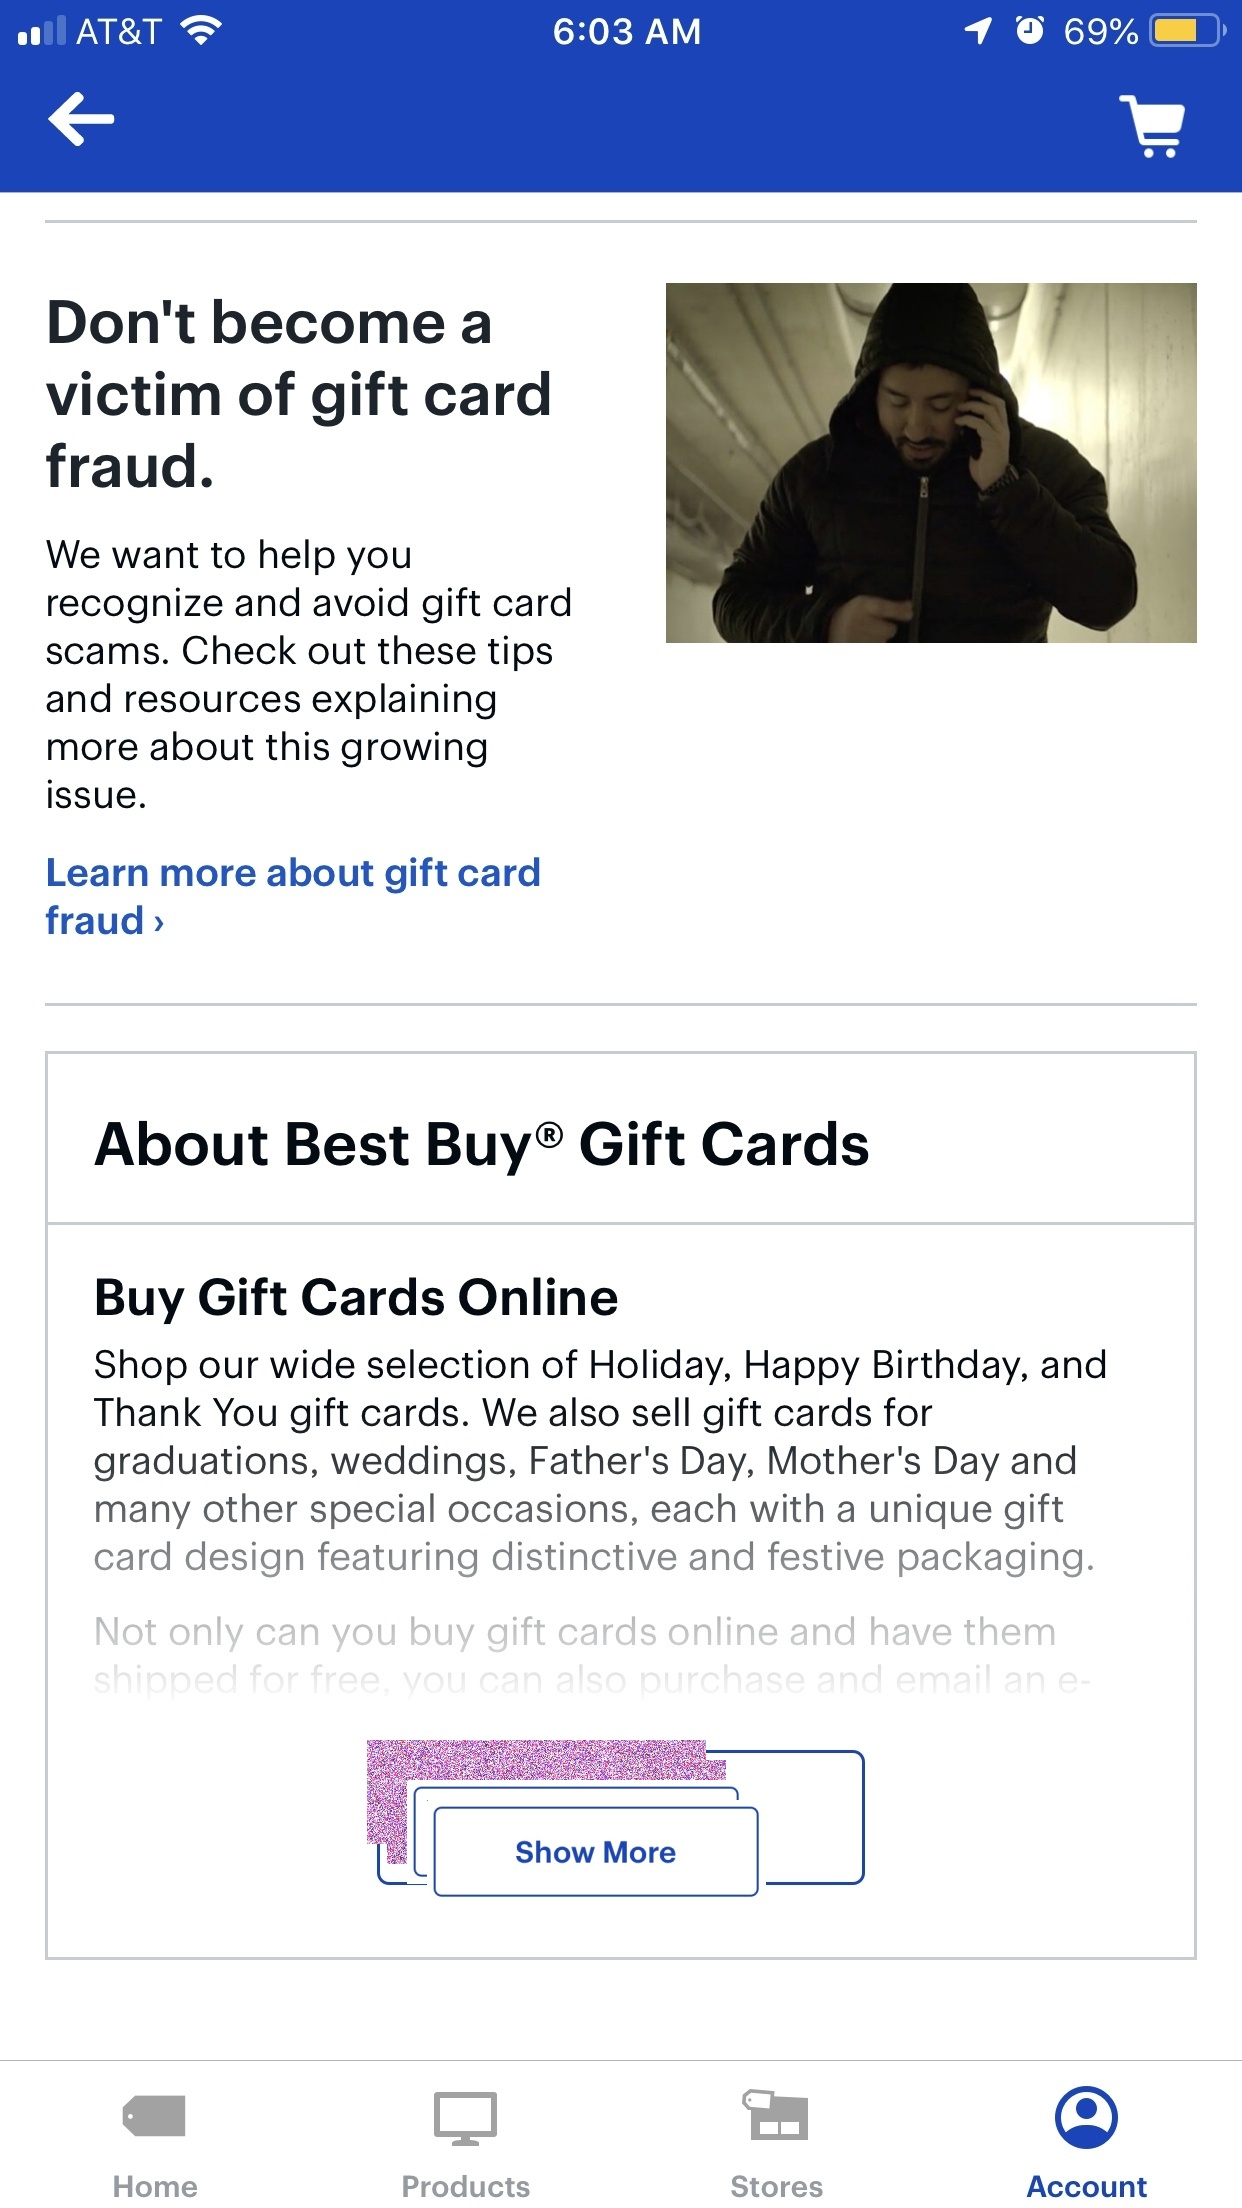 AT&T 6:03 AM 69%
Don't become a
victim of gift card
fraud.
We want to help you
recognize and avoid gift card
scams. Check out these tips
and resources explaining
more about this growing
issue.
Learn more about gift card
fraud ›
About Best Buy® Gift Cards
Buy Gift Cards Online
Shop our wide selection of Holiday, Happy Birthday, and
Thank You gift cards. We also sell gift cards for
graduations, weddings, Father's Day, Mother's Day and
many other special occasions, each with a unique gift
card design featuring distinctive and festive packaging.
Not only can you buy gift cards online and have them
shipped for free, you can also purchase and email an e-
Show More
Home Products Stores Account